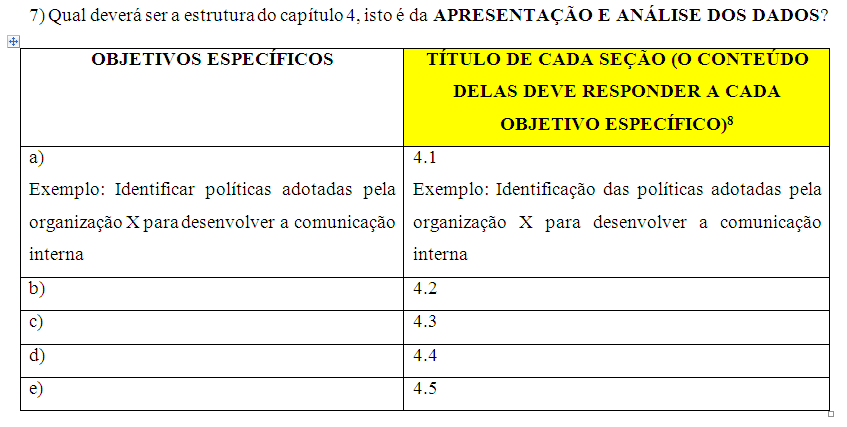 7) Qual deverá ser a estrutura do capítulo 4, isto é da APRESENTAÇÃO E ANÁLISE DOS DADOS?
OBJETIVOS ESPECÍFICOS
TÍTULO DE CADA SEÇÃO (O CONTEÚDO
DELAS DEVE RESPONDER A CADA
OBJETIVO ESPECÍFICO)8
a)
Exemplo: Identificar políticas adotadas pela
organização X para desenvolver a comunicação
interna
4.1
Exemplo: Identificação das políticas adotadas pela
organização X para desenvolver a comunicação
interna
b)
4.2
c)
4.3
d)
4.4
e)
4.5